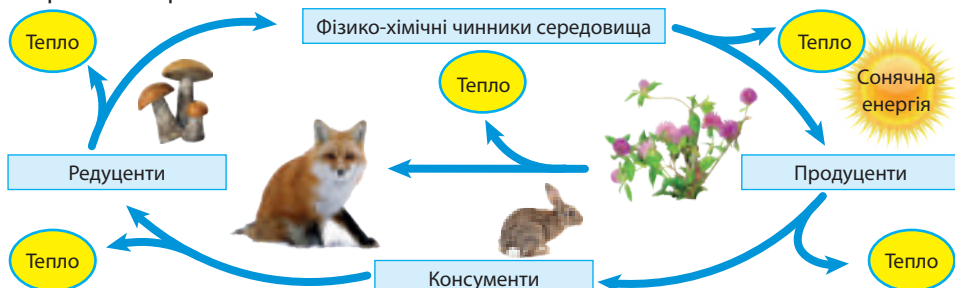 Тепло
Фізико-хімічні чинники середовища
Тепло
Сонячна
енергія
Тепло
Редуценти
Продуценти
Тепло
Консументи
Тепло